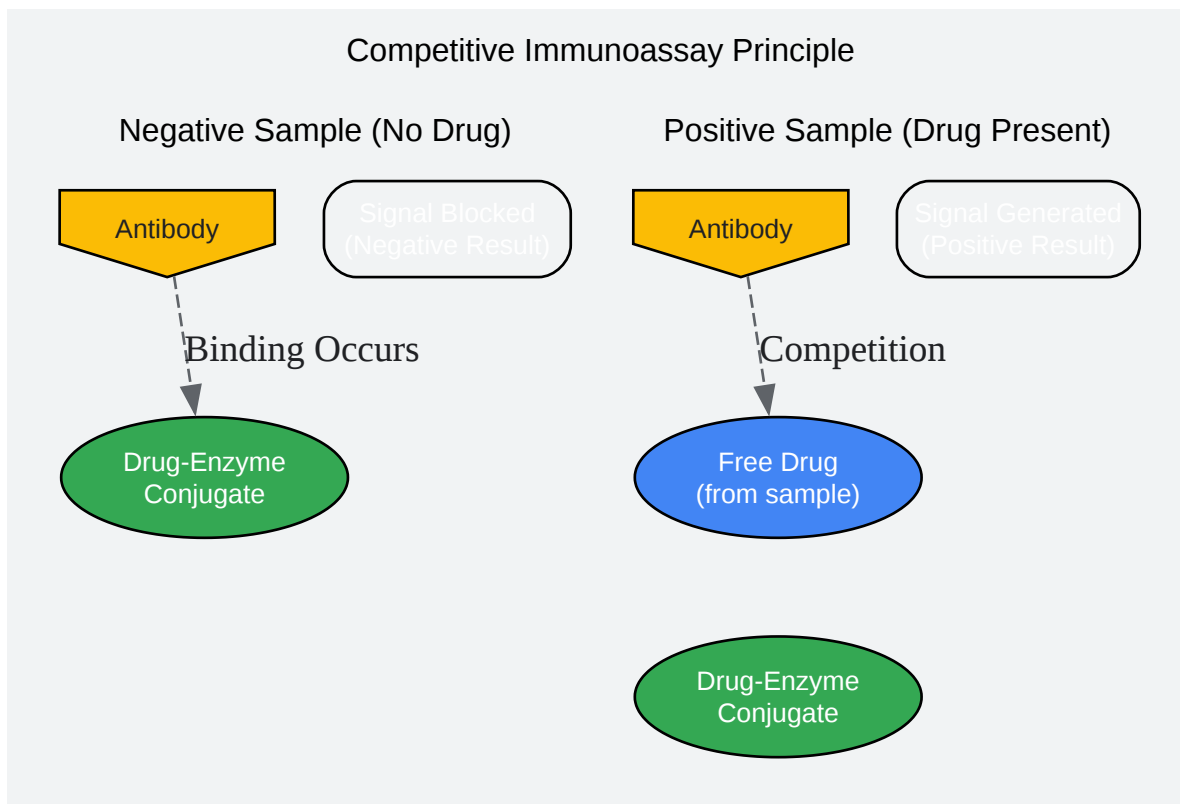 Competitive Immunoassay Principle
Negative Sample (No Drug)
Antibody
Signal Blocked
(Negative Result)
Binding Occurs
Drug-Enzyme
Conjugate
Positive Sample (Drug Present)
Antibody
Signal Generated
(Positive Result)
Competition
Free Drug
(from sample)
Drug-Enzyme
Conjugate